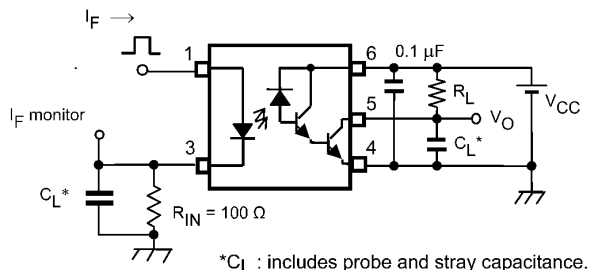 I_F →
1
6
0.1 μF
R_L
V_CC
5
V_O
I_F monitor
3
4
C_L*
C_L*
R_IN = 100 Ω
*C_L : includes probe and stray capacitance.